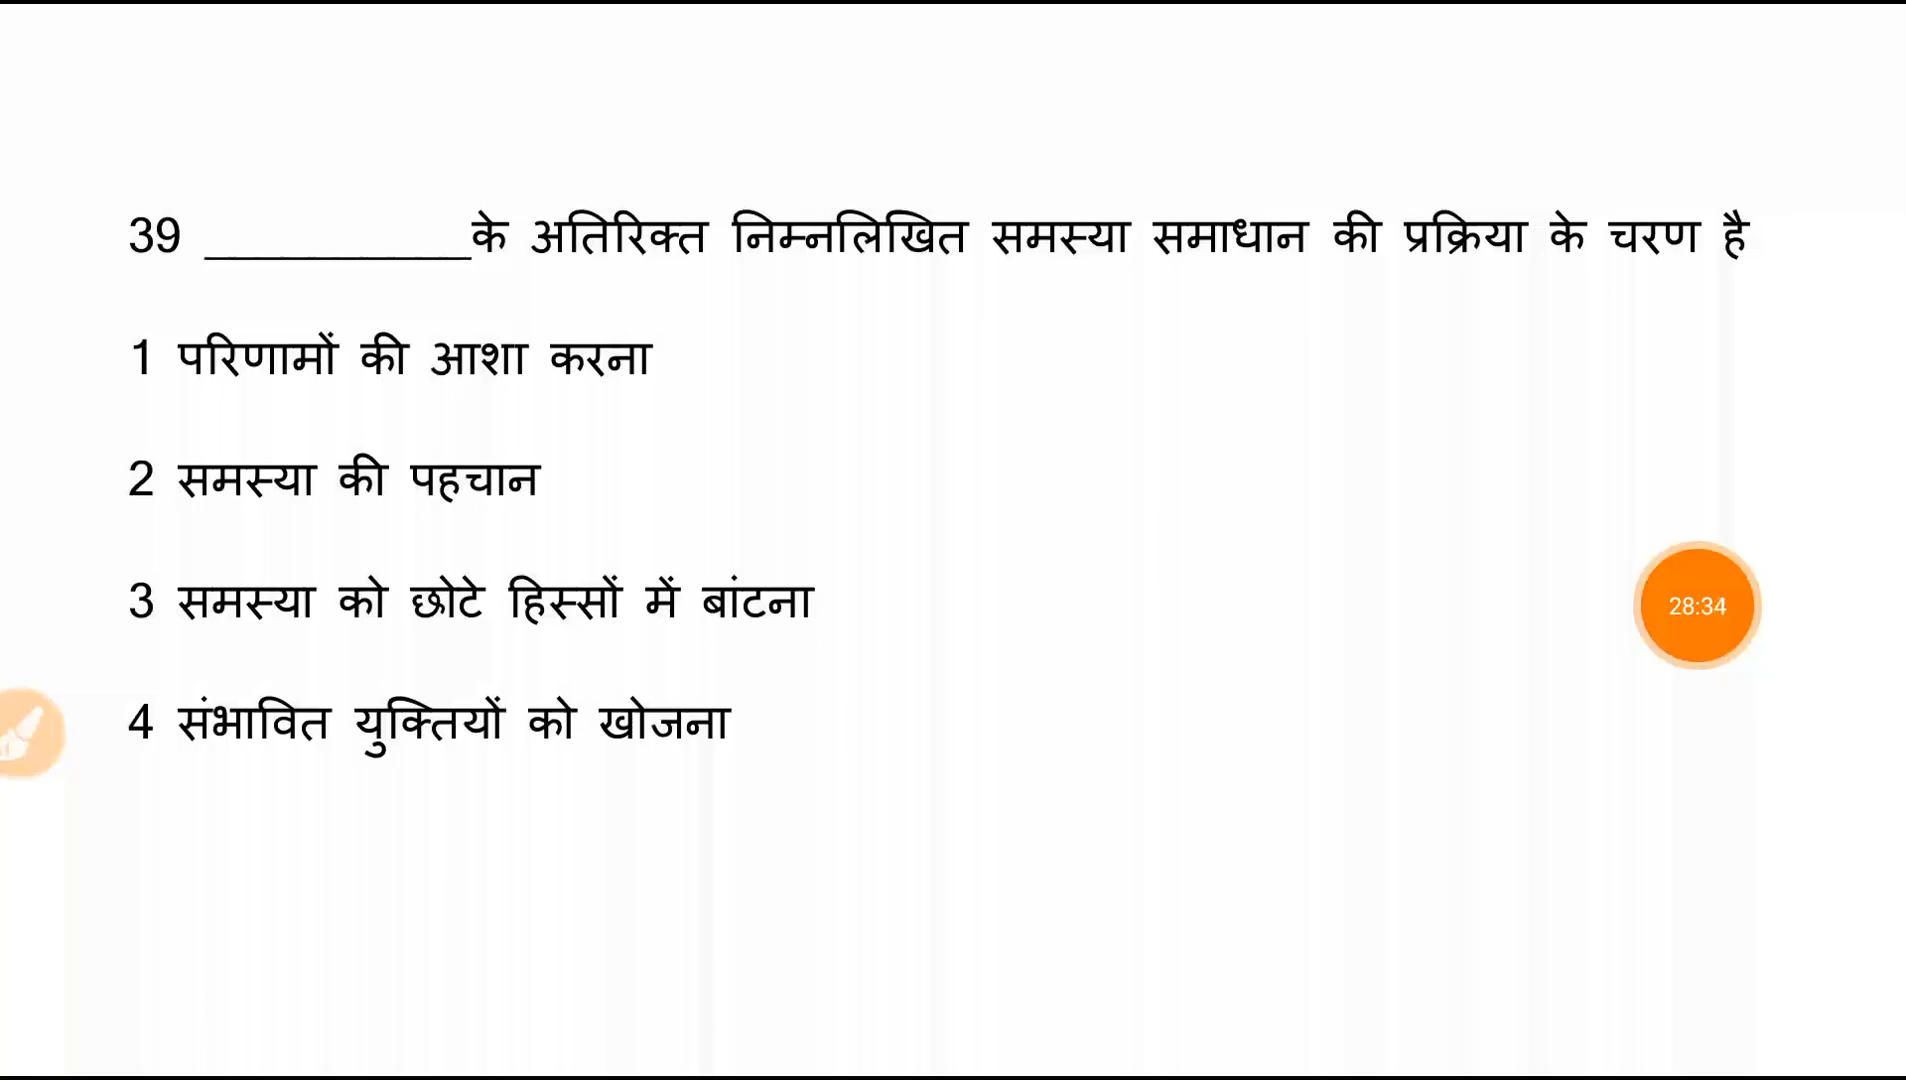 39 ___________के अतिरिक्त निम्नलिखित समस्या समाधान की प्रक्रिया के चरण है
1 परिणामों की आशा करना
2 समस्या की पहचान
3 समस्या को छोटे हिस्सों में बांटना
28:34
4 संभावित युक्तियों को खोजना